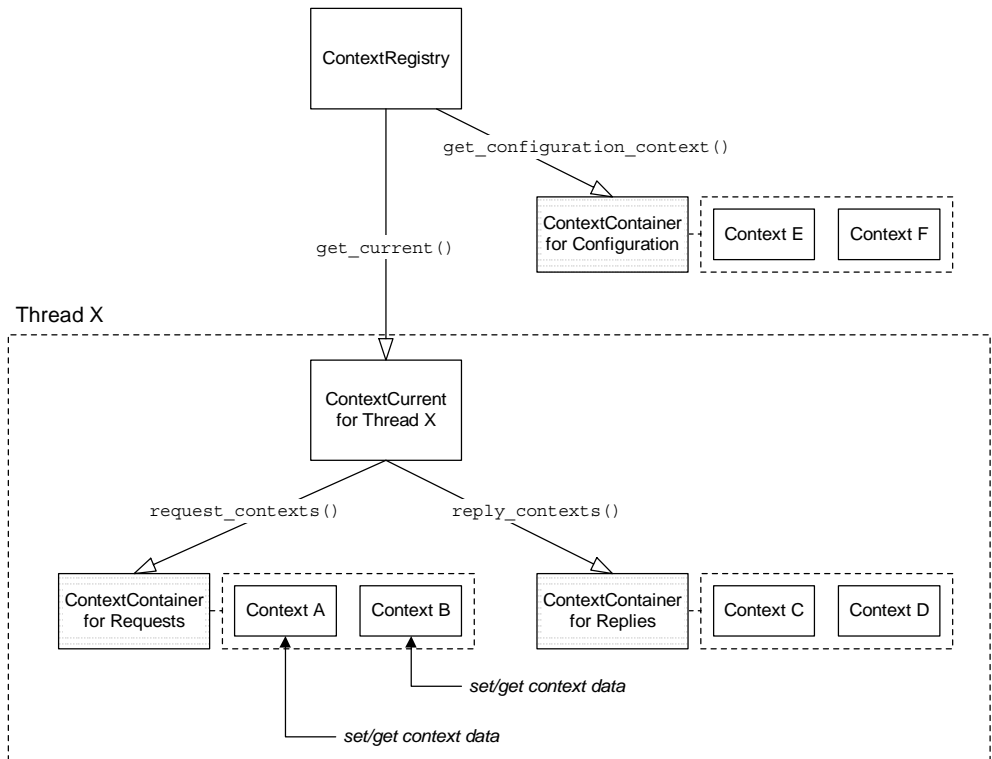 ContextRegistry
get_configuration_context()
ContextContainer
for Configuration
Context E
Context F
get_current()
Thread X
ContextCurrent
for Thread X
request_contexts()
reply_contexts()
ContextContainer
for Requests
Context A
Context B
ContextContainer
for Replies
Context C
Context D
set/get context data
set/get context data